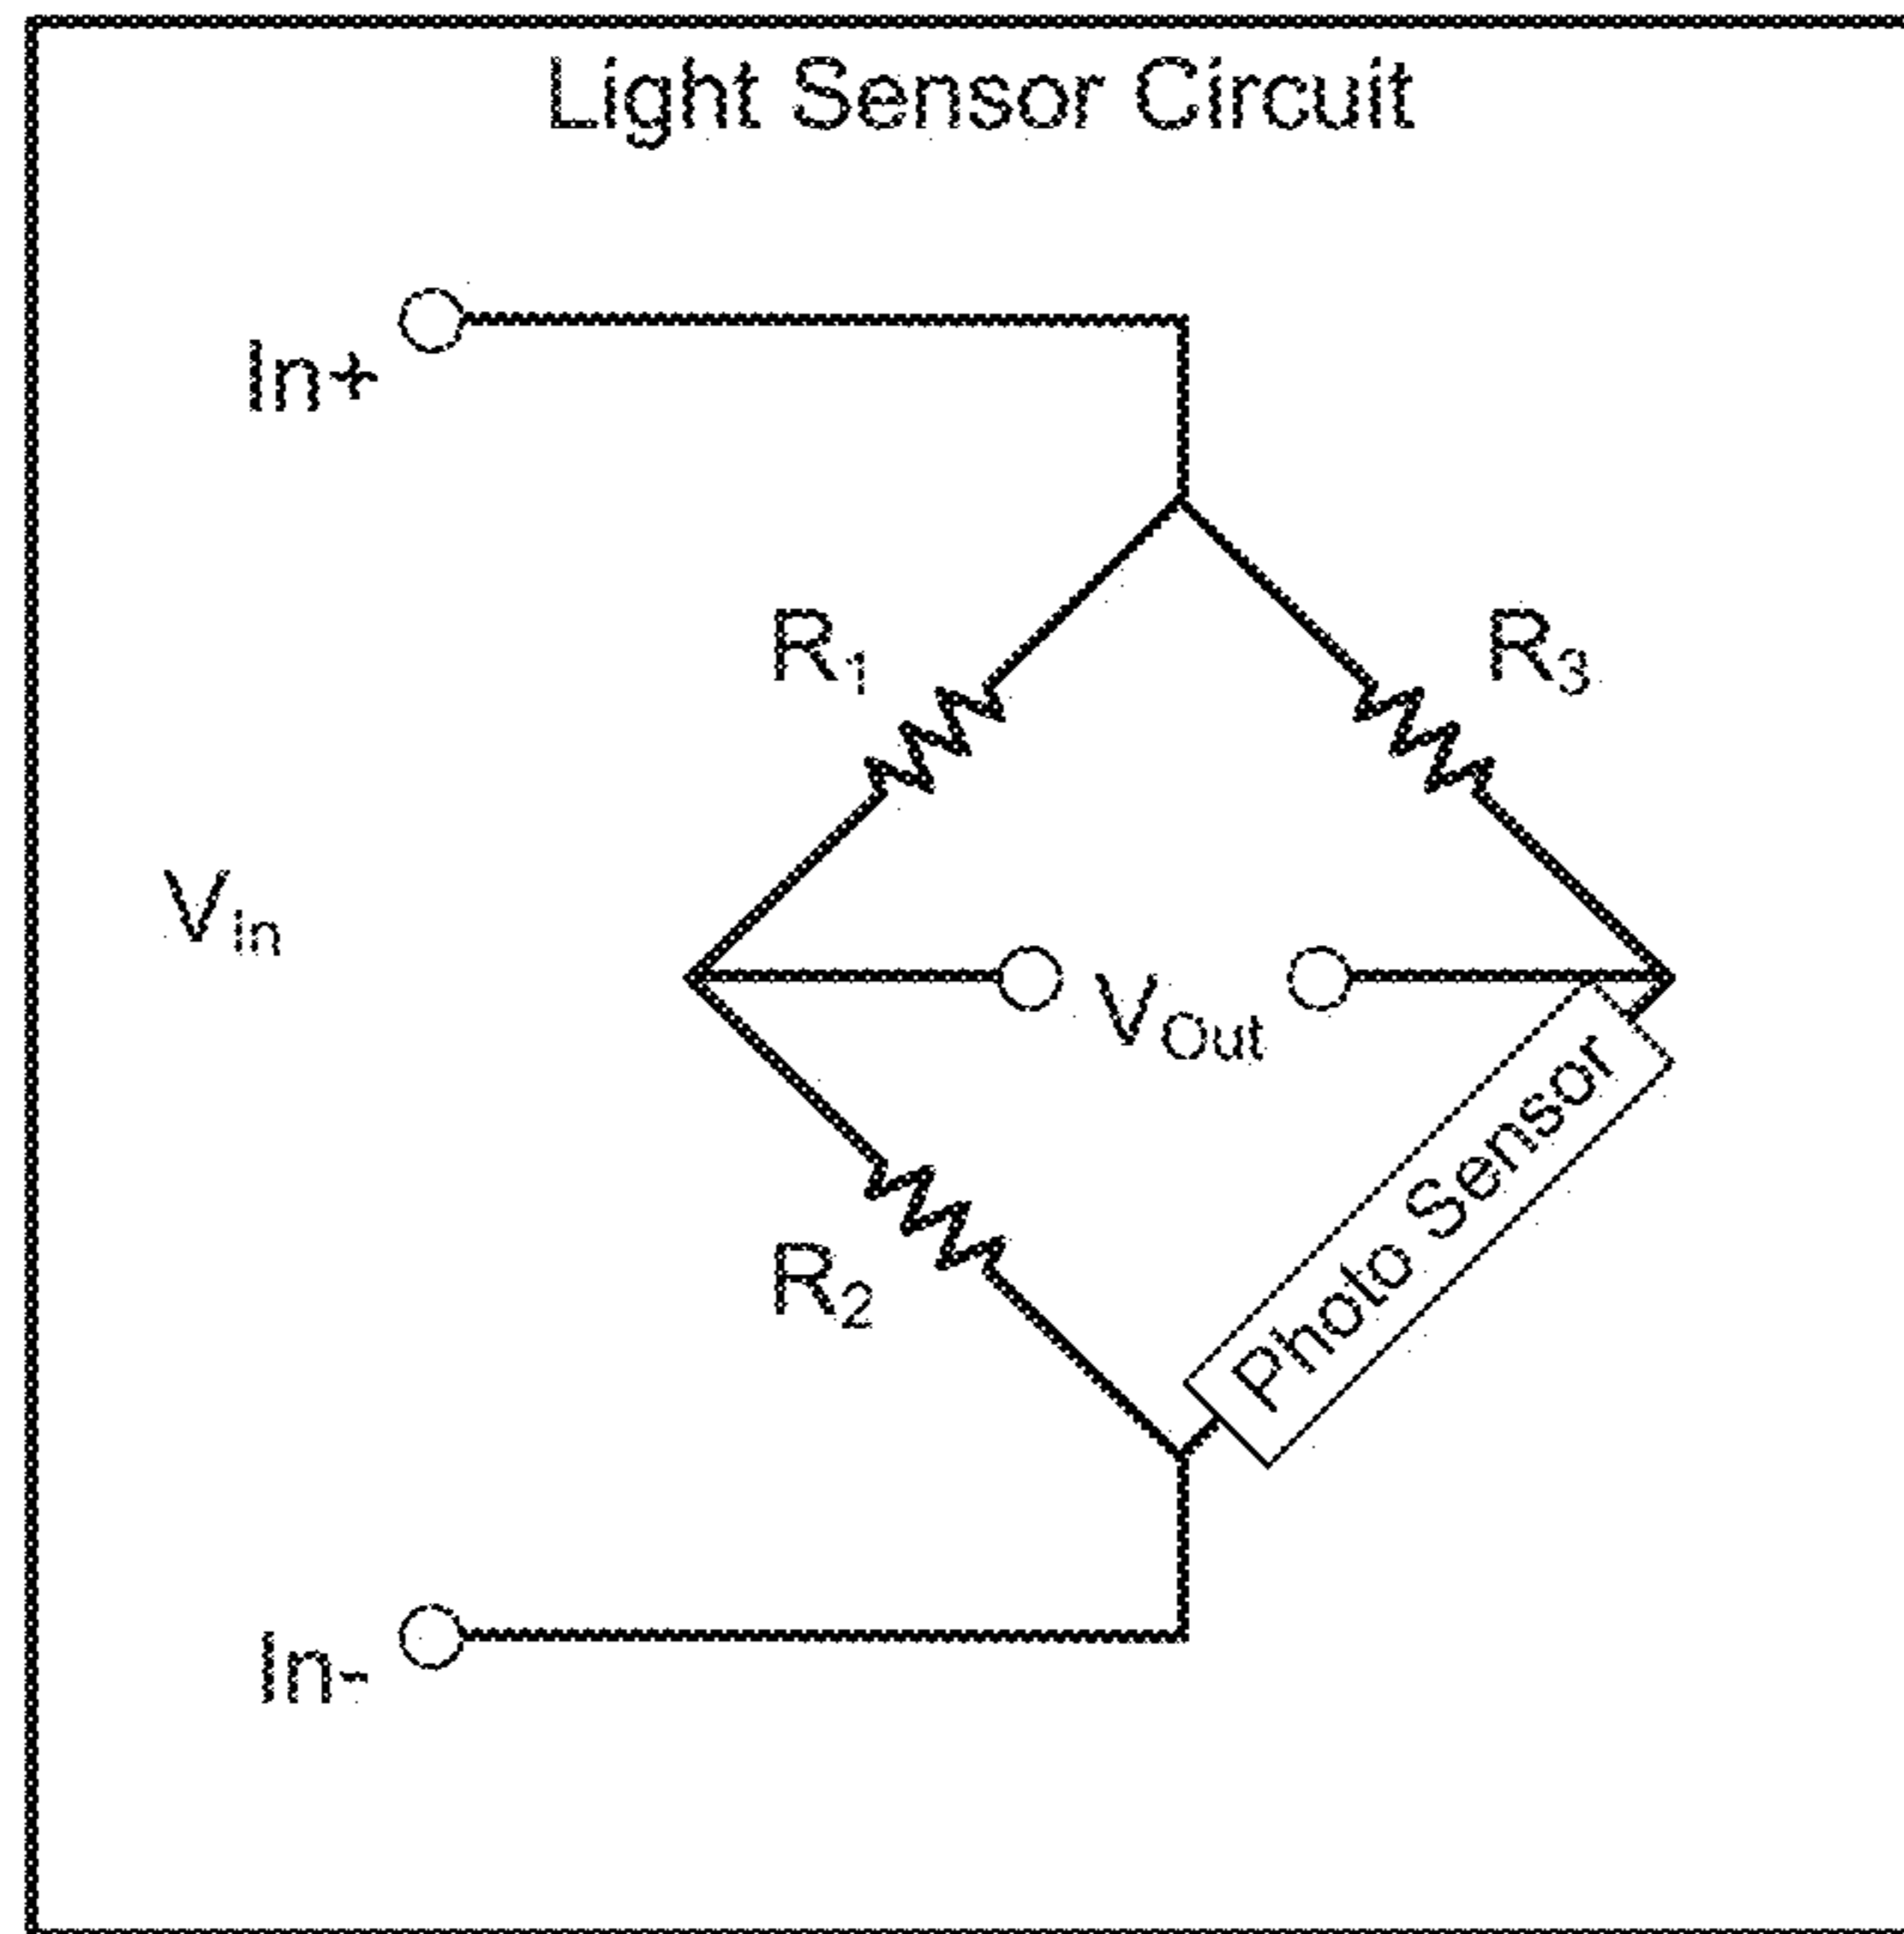 Light Sensor Circuit
In+
R1
R3
Vin
VOut
Photo Sensor
R2
In-